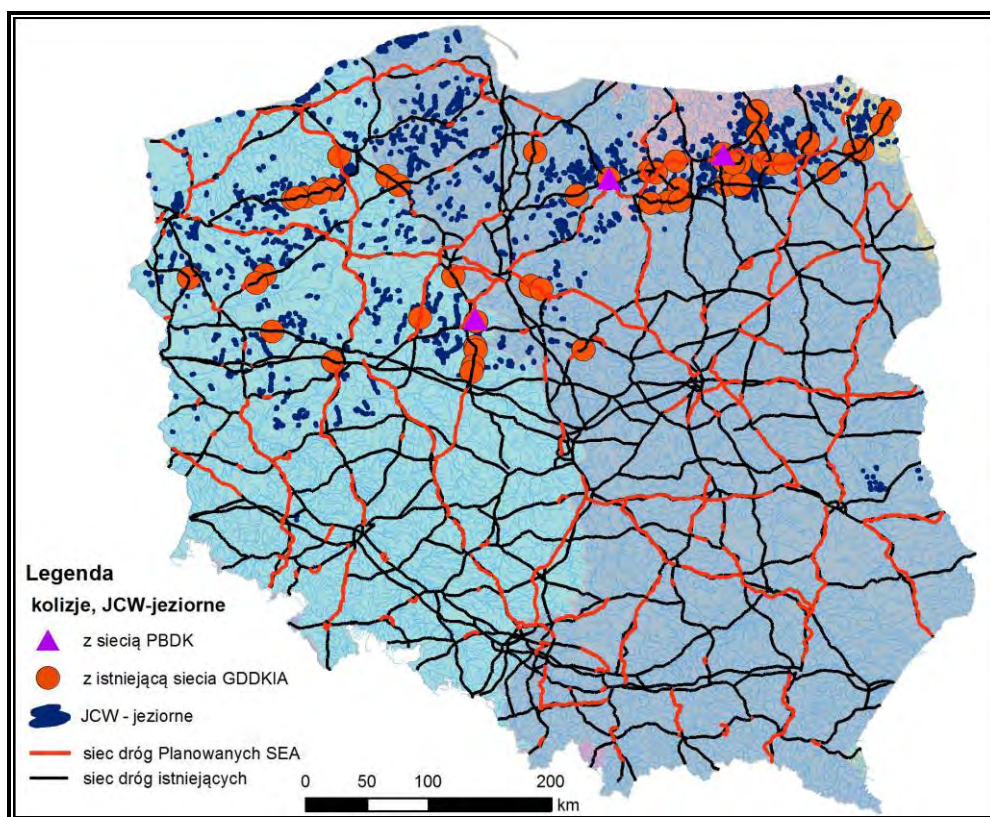 Legenda
kolizje, JCW-jeziorne
z siecią PBDK
z istniejącą siecia GDDKIA
JCW - jeziorne
siec dróg Planowanych SEA
siec dróg istniejących
0 50 100 200
km